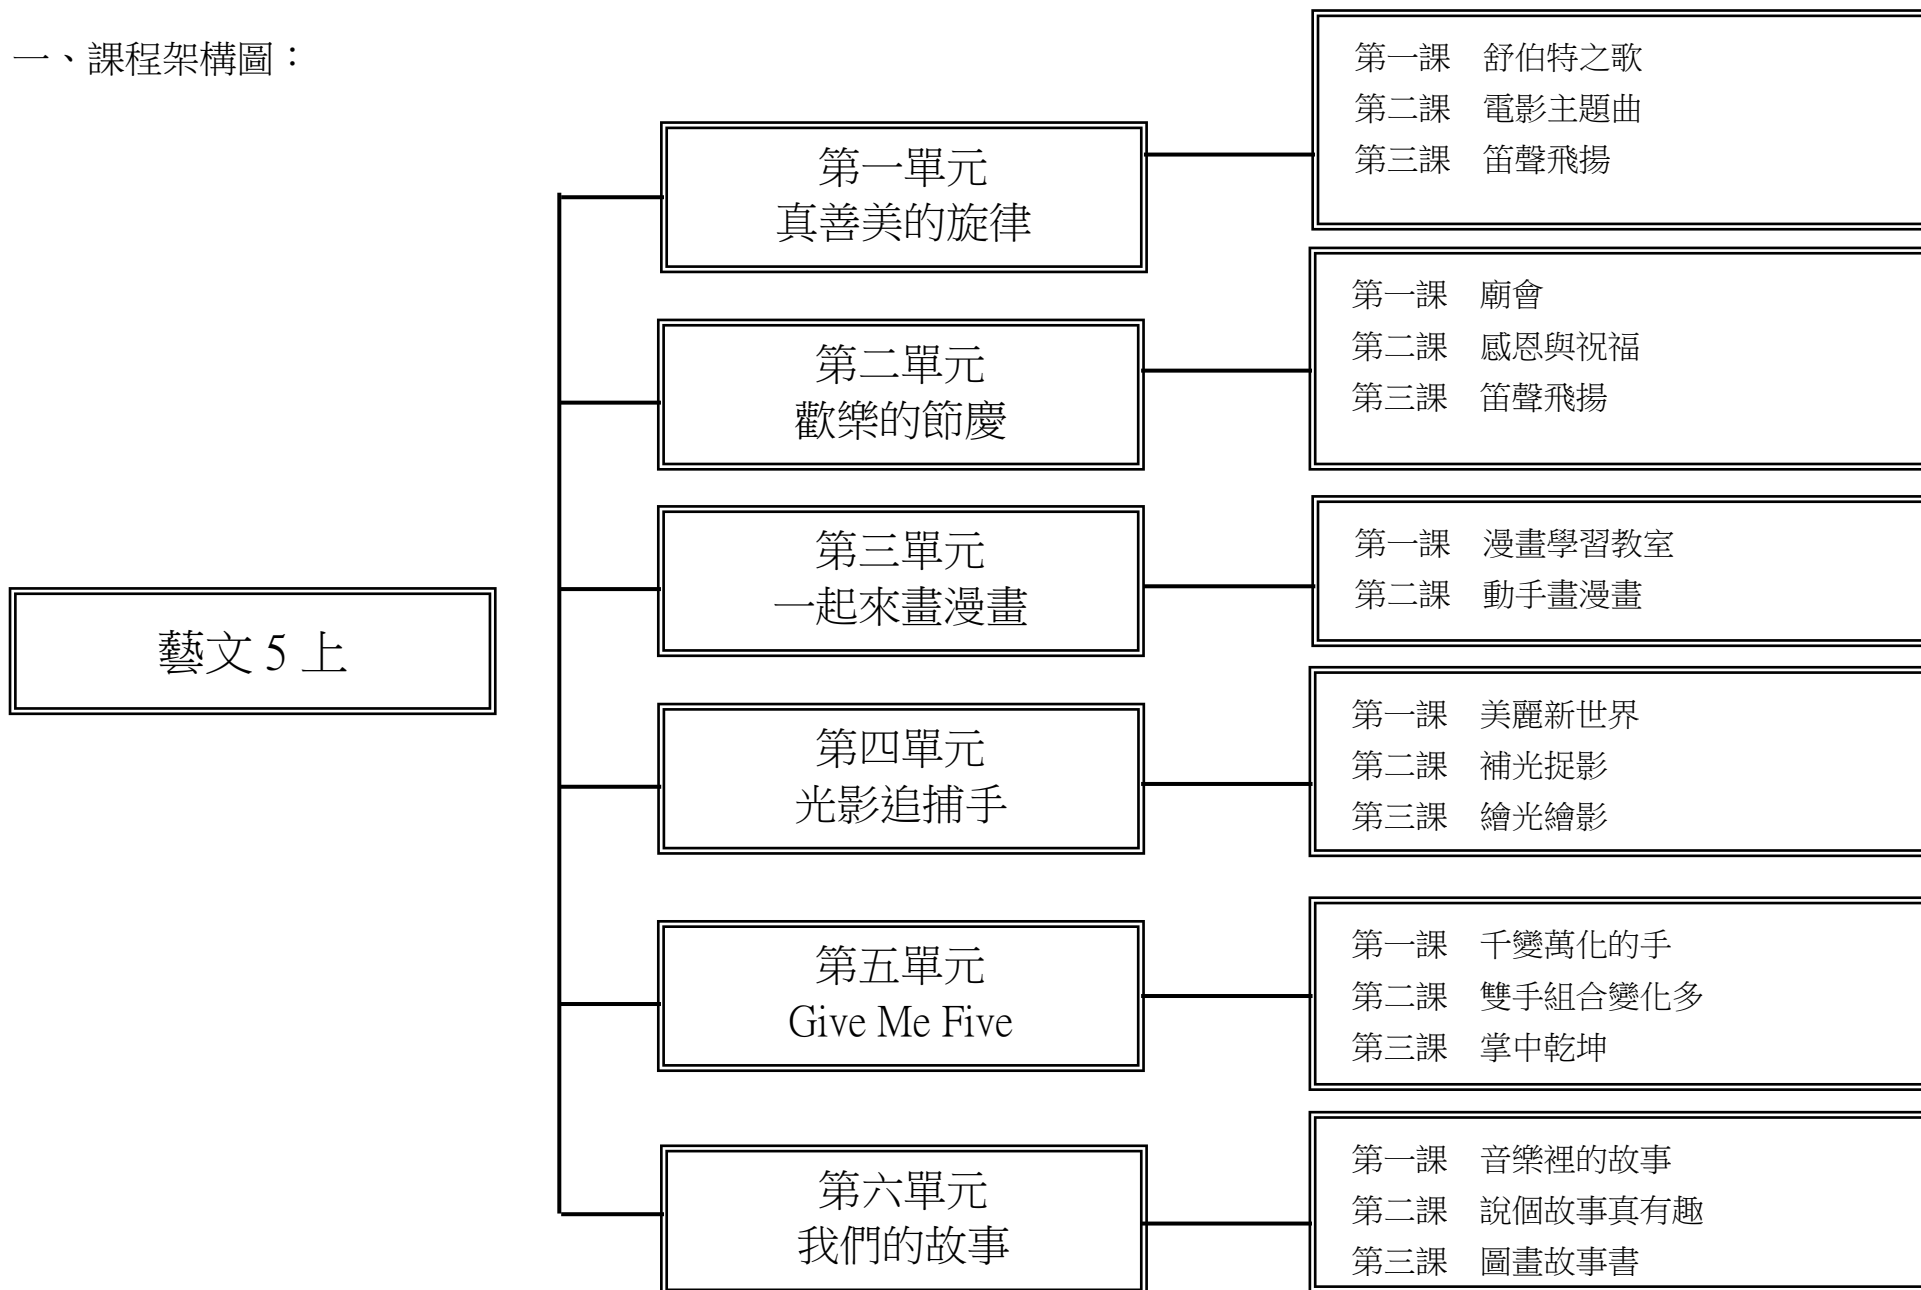 一、課程架構圖：
藝文 5 上
第一單元
真善美的旋律
第一課　舒伯特之歌
第二課　電影主題曲
第三課　笛聲飛揚
第二單元
歡樂的節慶
第一課　廟會
第二課　感恩與祝福
第三課　笛聲飛揚
第三單元
一起來畫漫畫
第一課　漫畫學習教室
第二課　動手畫漫畫
第四單元
光影追捕手
第一課　美麗新世界
第二課　補光捉影
第三課　繪光繪影
第五單元
Give Me Five
第一課　千變萬化的手
第二課　雙手組合變化多
第三課　掌中乾坤
第六單元
我們的故事
第一課　音樂裡的故事
第二課　說個故事真有趣
第三課　圖畫故事書